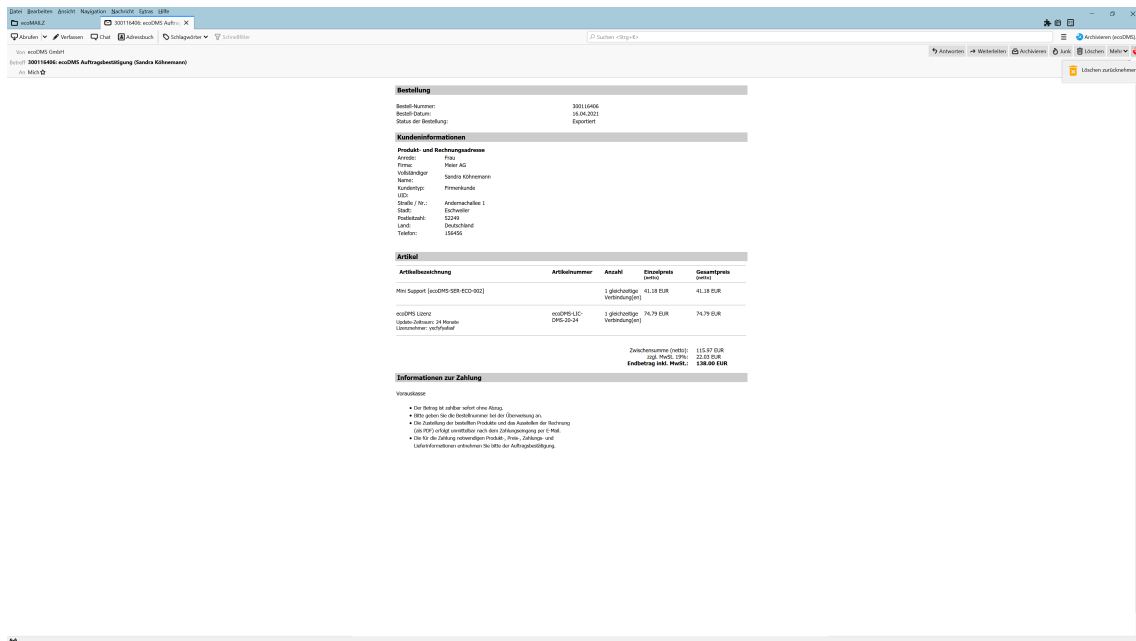 Datei Bearbeiten Ansicht Navigation Nachricht Extras Hilfe
ecoMAILZ
300116406: ecoDMS Auftra
Abrufen Verfassen Chat Adressbuch Schlagwörter Schnellfilter
Suchen <Strg+K>
Archivieren (ecoDMS)
Von ecoDMS GmbH
Antworten Weiterleiten Archivieren Junk Löschen Mehr
Betreff 300116406: ecoDMS Auftragsbestätigung (Sandra Köhnemann)
An Mich
Löschen zurücknehmen
Bestellung
Bestell-Nummer: 300116406
Bestell-Datum: 16.04.2021
Status der Bestellung: Exportiert
Kundeninformationen
Produkt- und Rechnungsadresse
Anrede: Frau
Firma: Meier AG
Vollständiger
Name: Sandra Köhnemann
Kundentyp: Firmenkunde
UID:
Straße / Nr.: Andernachallee 1
Stadt: Eschweiler
Postleitzahl: 52249
Land: Deutschland
Telefon: 156456
Artikel
Artikelbezeichnung Artikelnummer Anzahl Einzelpreis Gesamtpreis
(netto) (netto)
Mini Support [ecoDMS-SER-ECO-002] 1 gleichzeitige 41.18 EUR 41.18 EUR
Verbindung(en)
ecoDMS Lizenz ecoDMS-LIC- 1 gleichzeitige 74.79 EUR 74.79 EUR
DMS-20-24 Verbindung(en)
Update-Zeitraum: 24 Monate
Lizenznehmer:
Zwischensumme (netto): 115.97 EUR
zzgl. MwSt. 19%: 22.03 EUR
Endbetrag inkl. MwSt.: 138.00 EUR
Informationen zur Zahlung
Vorauskasse
• Der Betrag ist zahlbar sofort ohne Abzug.
• Bitte geben Sie die Bestellnummer bei der Überweisung an.
• Die Zustellung der bestellten Produkte und das Ausstellen der Rechnung
(als PDF) erfolgt unmittelbar nach dem Zahlungseingang per E-Mail.
• Die für die Zahlung notwendigen Produkt-, Preis-, Zahlungs- und
Lieferinformationen entnehmen Sie bitte der Auftragsbestätigung.